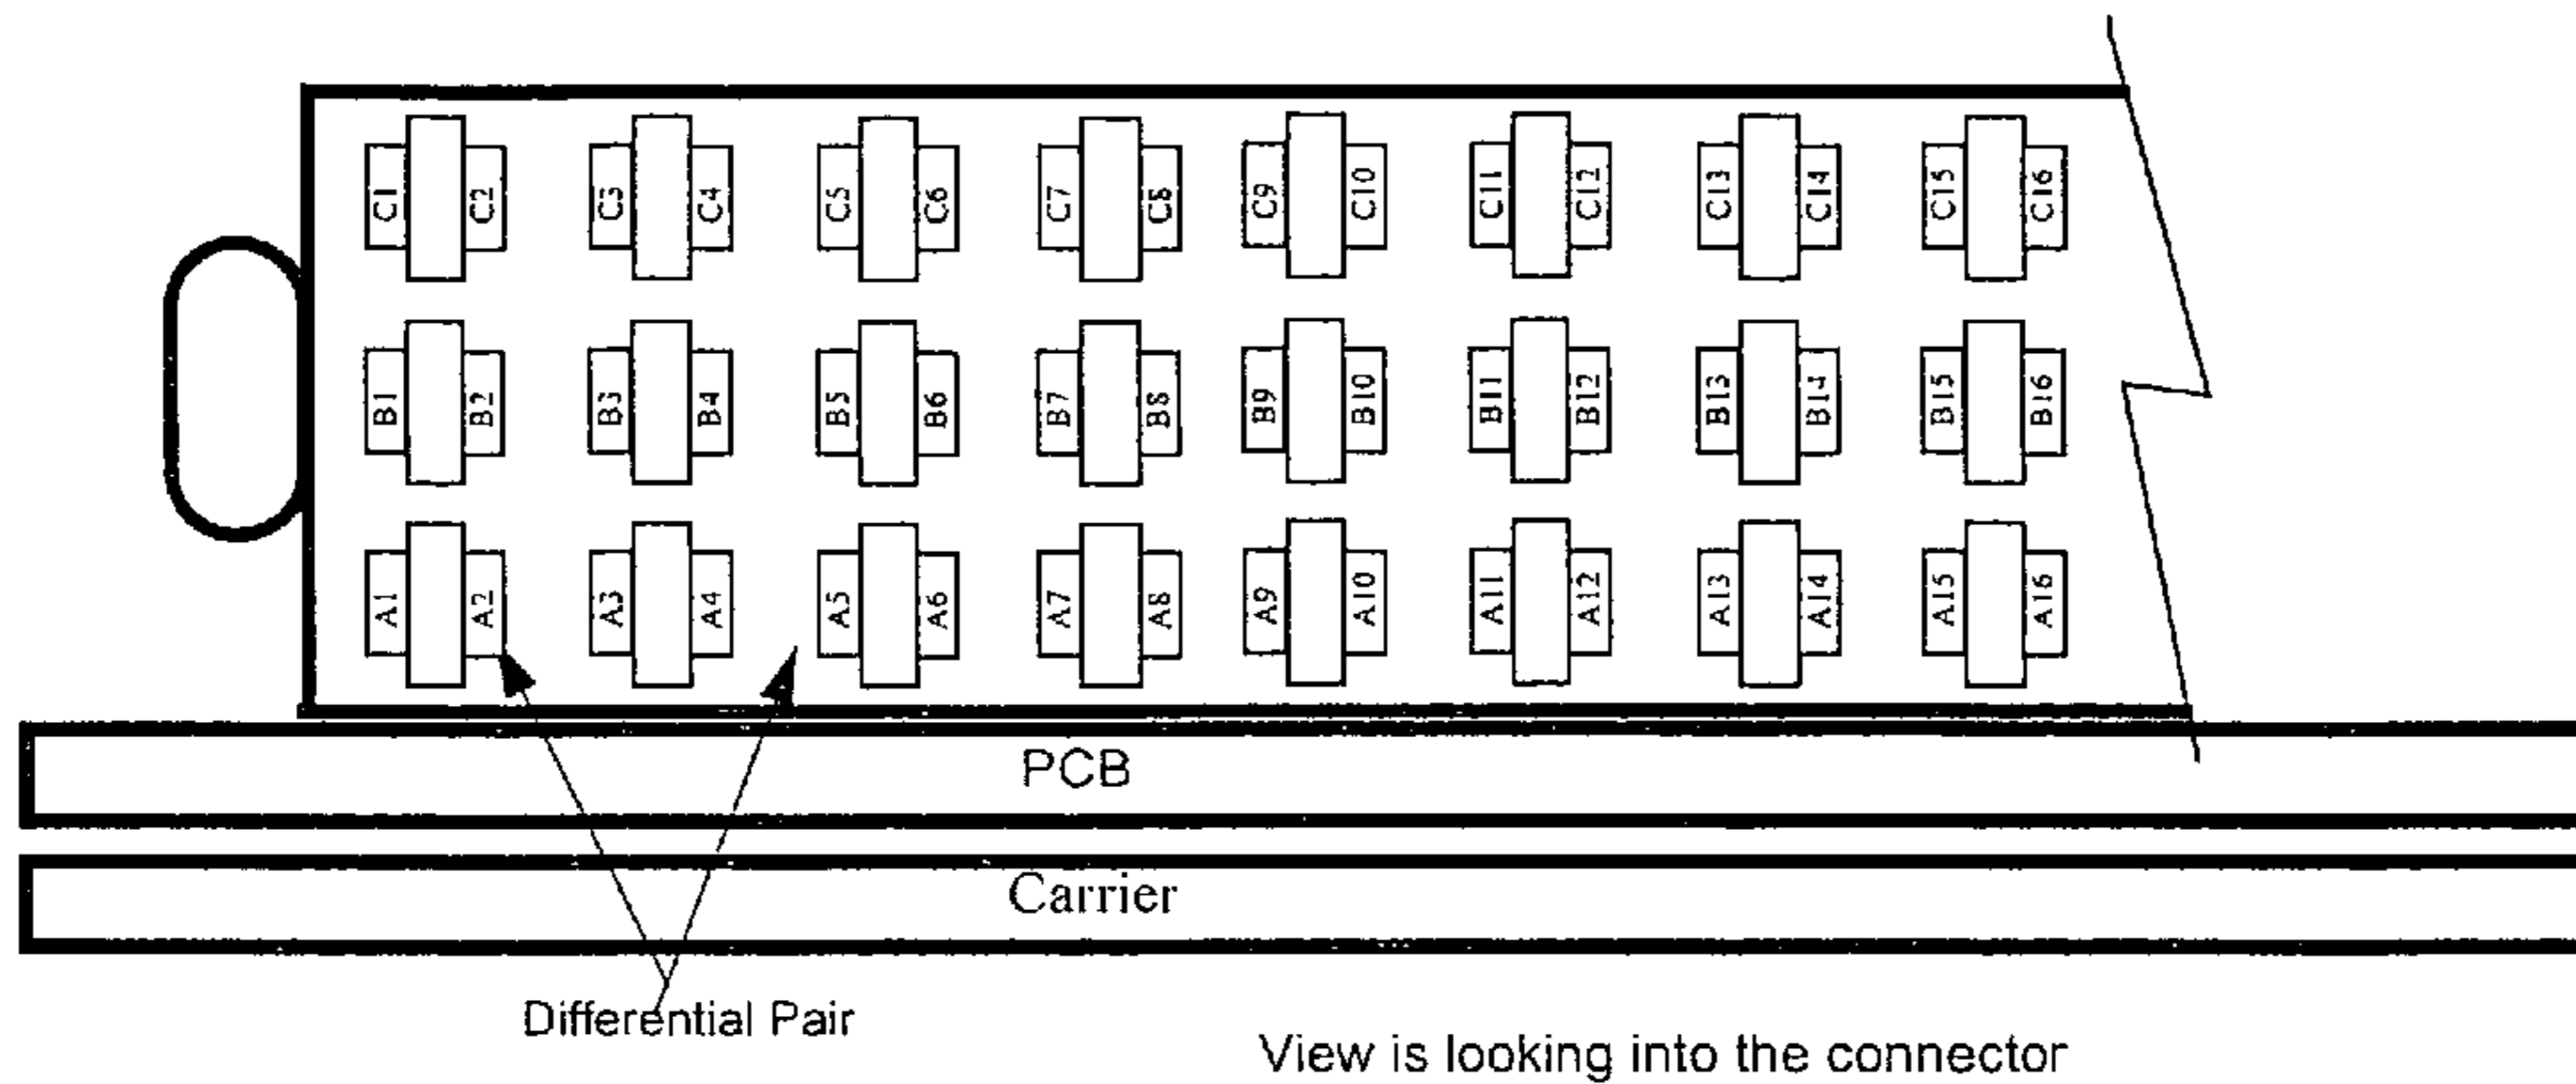 C1 C2 C3 C4 C5 C6 C7 C8 C9 C10 C11 C12 C13 C14 C15 C16
B1 B2 B3 B4 B5 B6 B7 B8 B9 B10 B11 B12 B13 B14 B15 B16
A1 A2 A3 A4 A5 A6 A7 A8 A9 A10 A11 A12 A13 A14 A15 A16
PCB
Carrier
Differential Pair
View is looking into the connector